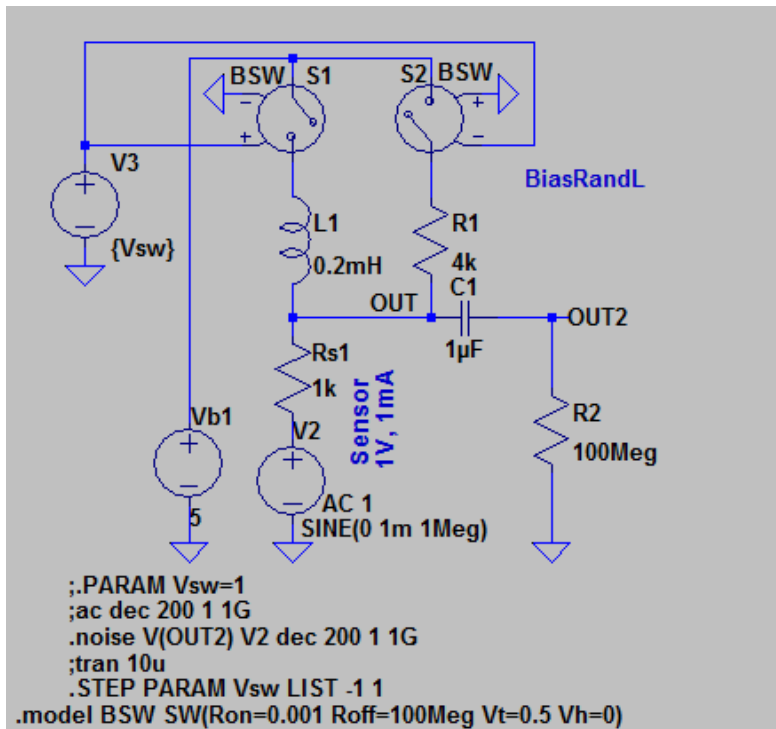 BSW S1
S2 BSW
V3
{Vsw}
BiasRandL
L1
0.2mH
R1
4k
OUT
C1
1µF
OUT2
Rs1
1k
Sensor
1V, 1mA
R2
100Meg
Vb1
5
V2
AC 1
SINE(0 1m 1Meg)
;.PARAM Vsw=1
;ac dec 200 1 1G
.noise V(OUT2) V2 dec 200 1 1G
;tran 10u
.STEP PARAM Vsw LIST -1 1
.model BSW SW(Ron=0.001 Roff=100Meg Vt=0.5 Vh=0)